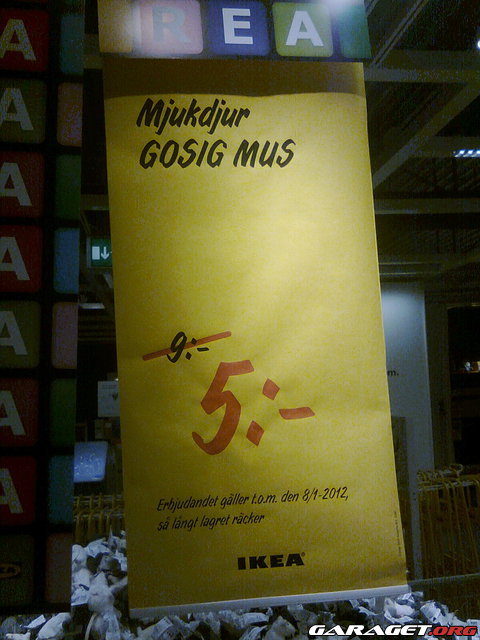 REA
Mjukdjur
GOSIG MUS
9:-
5:-
Erbjudandet gäller t.o.m. den 8/1-2012,
så långt lagret räcker
IKEA
A
A
A
A
A
A
A
GARAGET.ORG